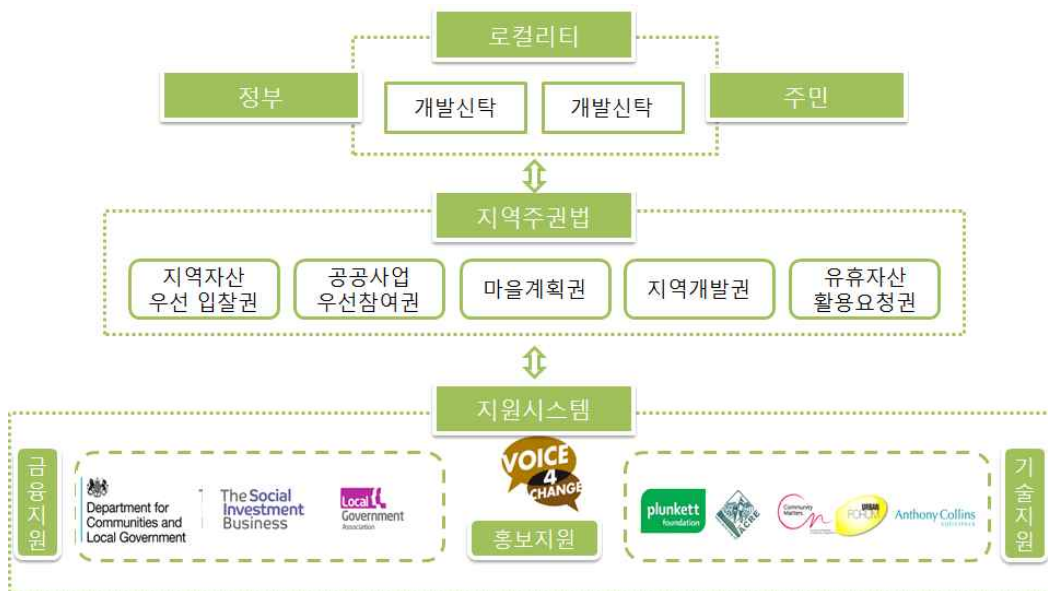 로컬리티
정부
개발신탁
개발신탁
주민
지역주권법
지역자산
우선 입찰권
공공사업
우선참여권
마을계획권
지역개발권
유휴자산
활용요청권
지원시스템
금융지원
Department for
Communities and
Local Government
The Social
Investment
Business
Local
Government
Association
VOICE
4
CHANGE
홍보지원
plunkett
foundation
ACRE
Community
Matters
URBAN
FORUM
Anthony Collins
solicitors
기술지원